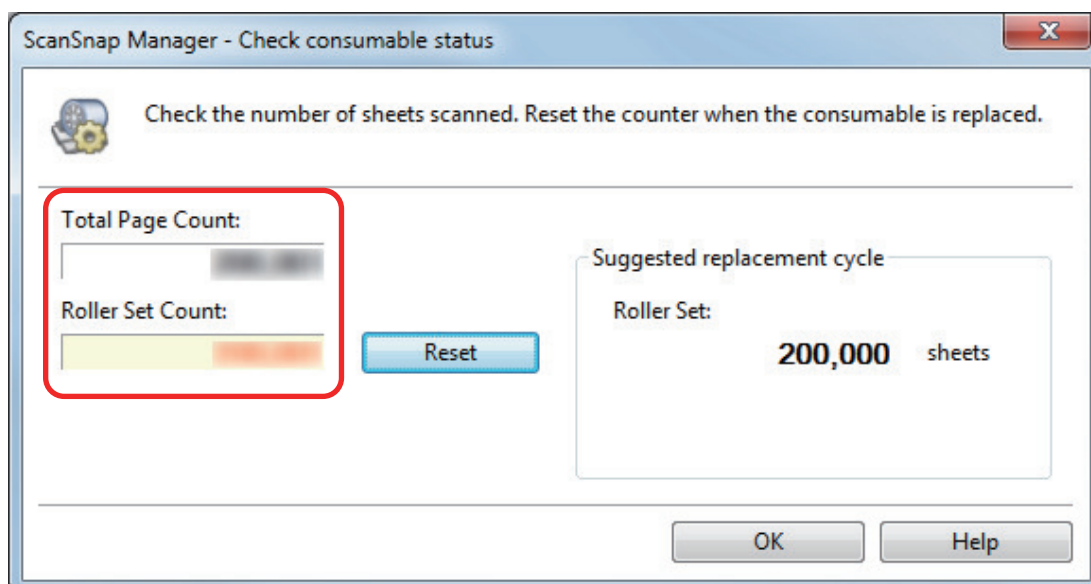 ScanSnap Manager - Check consumable status
Check the number of sheets scanned. Reset the counter when the consumable is replaced.
Total Page Count:
Roller Set Count:
Reset
Suggested replacement cycle
Roller Set:
200,000 sheets
OK
Help